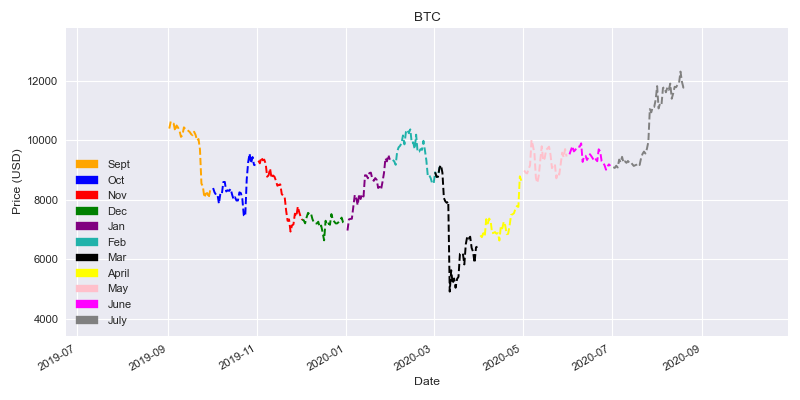 BTC
12000
10000
8000
6000
4000
Price (USD)
Sept
Oct
Nov
Dec
Jan
Feb
Mar
April
May
June
July
2019-07
2019-09
2019-11
2020-01
2020-03
2020-05
2020-07
2020-09
Date